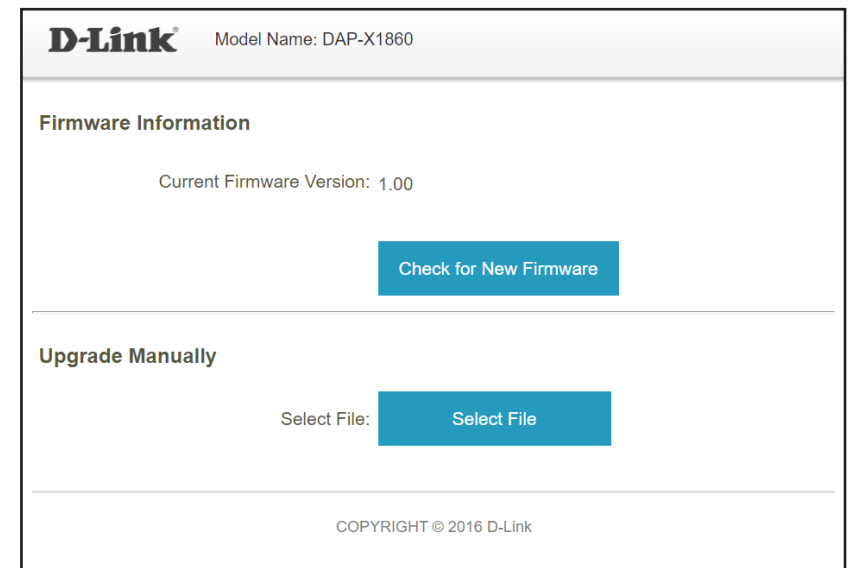 D-Link® Model Name: DAP-X1860
Firmware Information
Current Firmware Version: 1.00
Check for New Firmware
Upgrade Manually
Select File: Select File
COPYRIGHT © 2016 D-Link